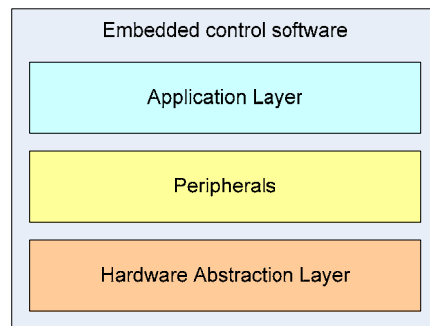 Embedded control software
Application Layer
Peripherals
Hardware Abstraction Layer